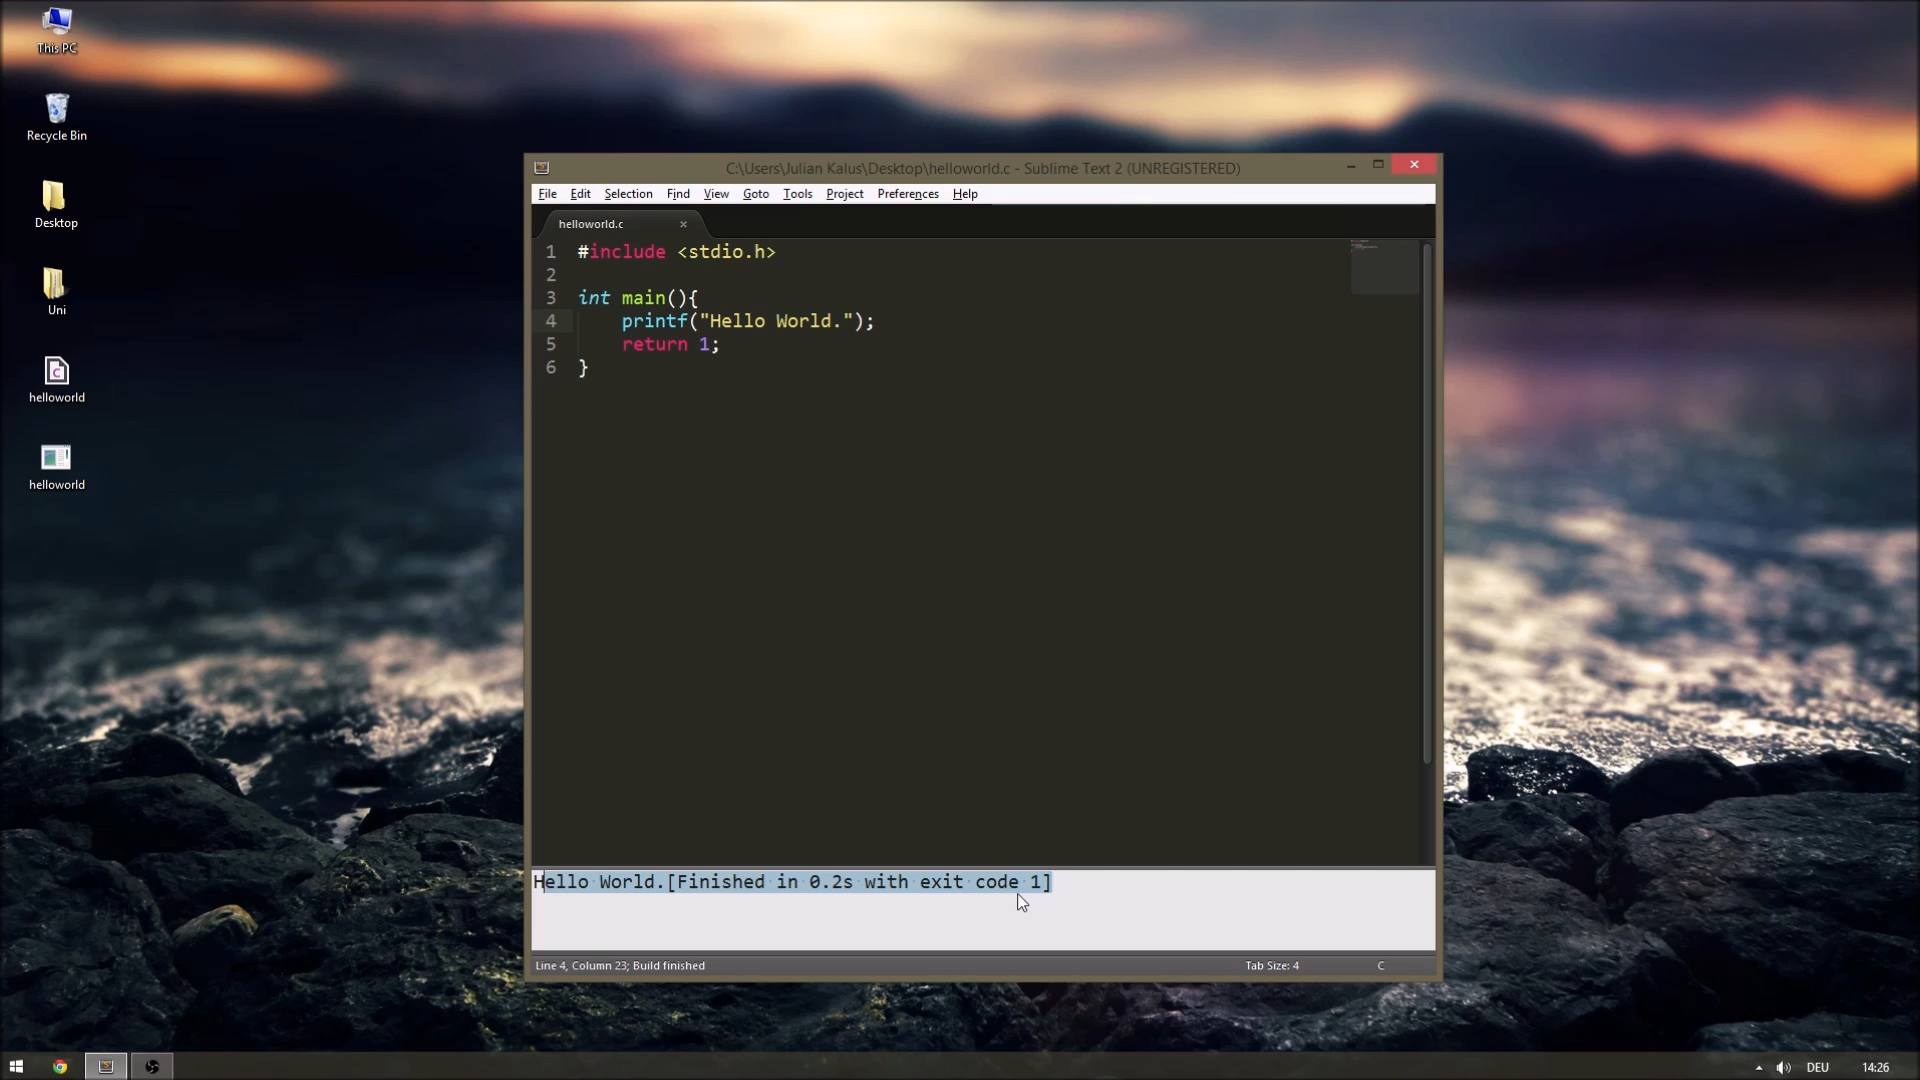 This PC
Recycle Bin
Desktop
Uni
helloworld
helloworld
C:\Users\Julian Kalus\Desktop\helloworld.c - Sublime Text 2 (UNREGISTERED)
File Edit Selection Find View Goto Tools Project Preferences Help
helloworld.c
1 #include <stdio.h>
2
3 int main(){
4     printf("Hello World.");
5     return 1;
6 }
Hello World.[Finished in 0.2s with exit code 1]
Line 4, Column 23; Build finished
Tab Size: 4
C
DEU
14:26